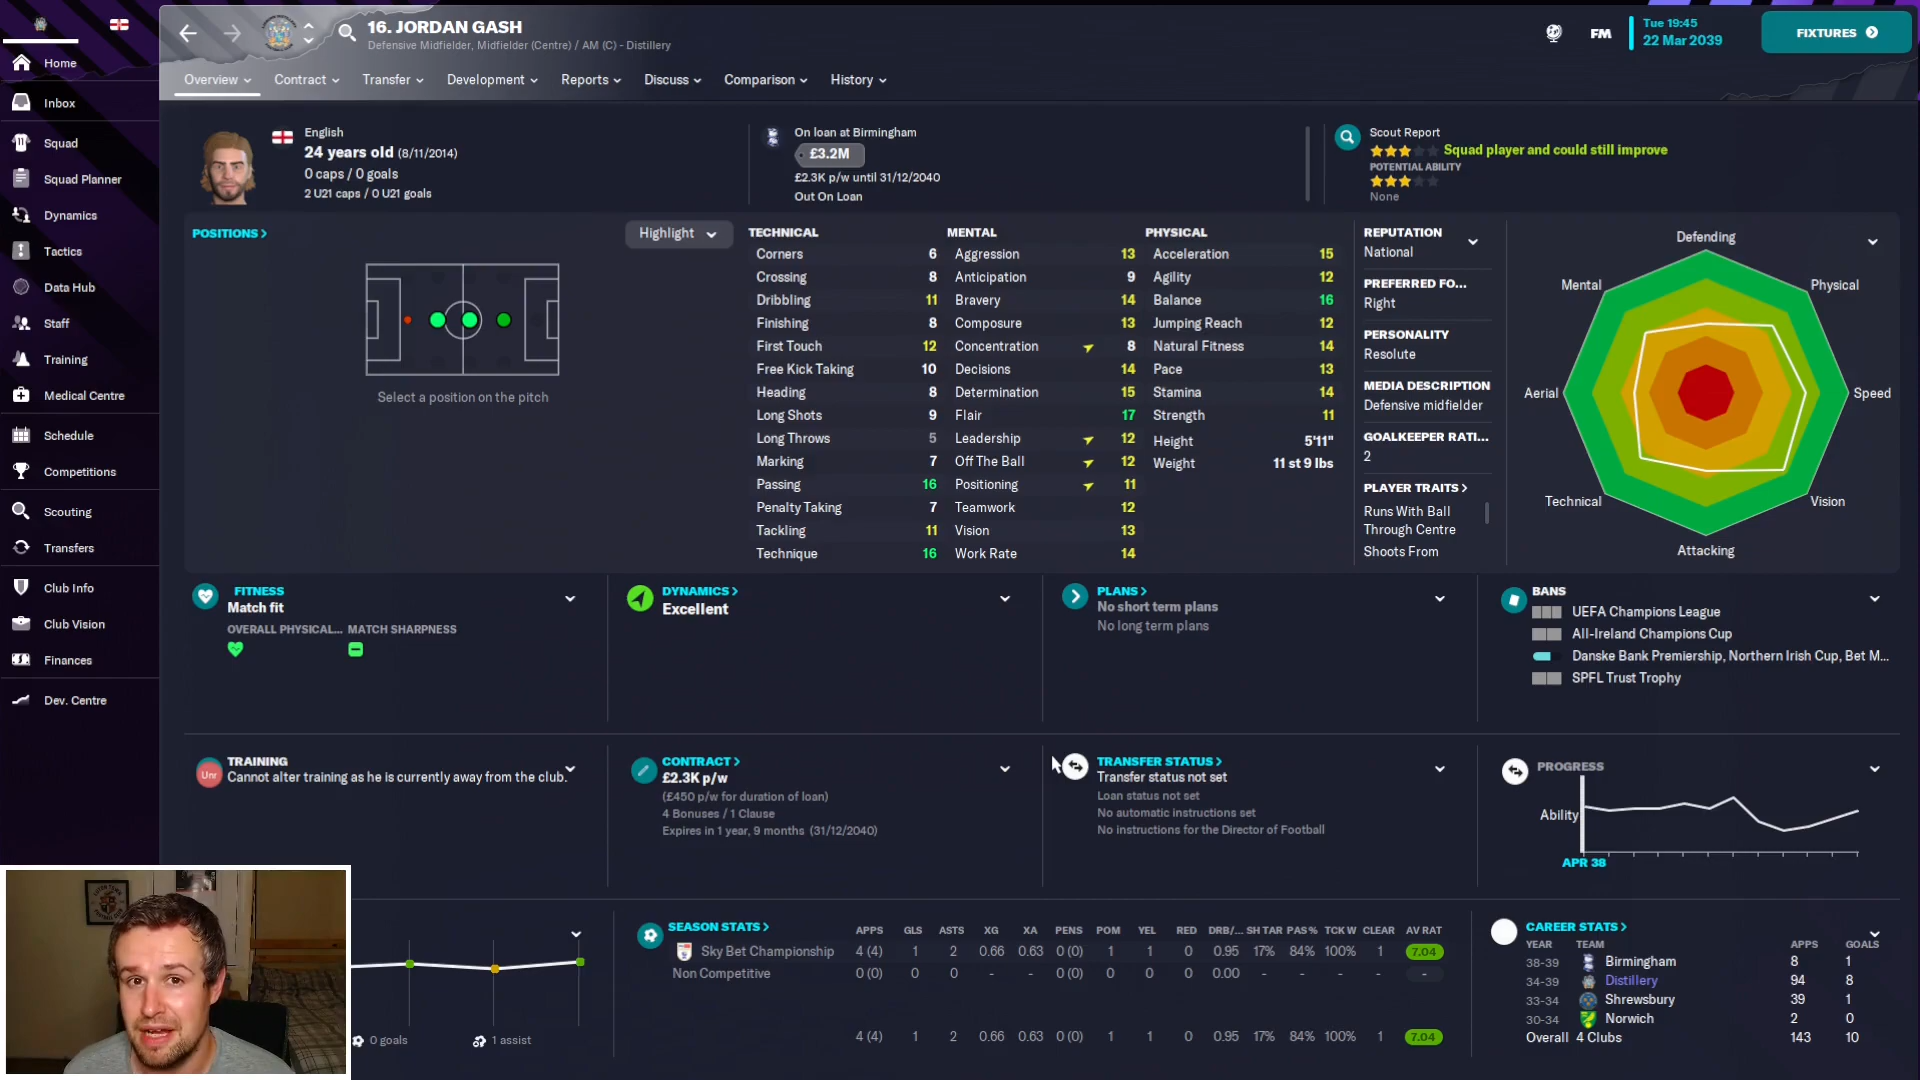 16. JORDAN GASH
Defensive Midfielder, Midfielder (Centre) / AM (C) - Distillery
FM
Tue 19:45
22 Mar 2039
FIXTURES
Home
Inbox
Squad
Squad Planner
Dynamics
Tactics
Data Hub
Staff
Training
Medical Centre
Schedule
Competitions
Scouting
Transfers
Club Info
Club Vision
Finances
Dev. Centre
Overview Contract Transfer Development Reports Discuss Comparison History
English
24 years old (8/11/2014)
0 caps / 0 goals
2 U21 caps / 0 U21 goals
On loan at Birmingham
£3.2M
£2.3K p/w until 31/12/2040
Out On Loan
Scout Report
Squad player and could still improve
POTENTIAL ABILITY
None
POSITIONS >
Highlight
Select a position on the pitch
TECHNICAL
Corners 6
Crossing 8
Dribbling 11
Finishing 8
First Touch 12
Free Kick Taking 10
Heading 8
Long Shots 9
Long Throws 5
Marking 7
Passing 16
Penalty Taking 7
Tackling 11
Technique 16
MENTAL
Aggression 13
Anticipation 9
Bravery 14
Composure 13
Concentration 8
Decisions 14
Determination 15
Flair 17
Leadership 12
Off The Ball 12
Positioning 11
Teamwork 12
Vision 13
Work Rate 14
PHYSICAL
Acceleration 15
Agility 12
Balance 16
Jumping Reach 12
Natural Fitness 14
Pace 13
Stamina 14
Strength 11
Height 5'11"
Weight 11 st 9 lbs
REPUTATION
National
PREFERRED FO...
Right
PERSONALITY
Resolute
MEDIA DESCRIPTION
Defensive midfielder
GOALKEEPER RATI...
2
PLAYER TRAITS >
Runs With Ball
Through Centre
Shoots From
Defending
Mental
Physical
Aerial
Speed
Technical
Vision
Attacking
FITNESS
Match fit
OVERALL PHYSICAL... MATCH SHARPNESS
DYNAMICS >
Excellent
PLANS >
No short term plans
No long term plans
BANS
UEFA Champions League
All-Ireland Champions Cup
Danske Bank Premiership, Northern Irish Cup, Bet M...
SPFL Trust Trophy
Unr
TRAINING
Cannot alter training as he is currently away from the club.
CONTRACT >
£2.3K p/w
(£450 p/w for duration of loan)
4 Bonuses / 1 Clause
Expires in 1 year, 9 months (31/12/2040)
TRANSFER STATUS >
Transfer status not set
Loan status not set
No automatic instructions set
No instructions for the Director of Football
PROGRESS
Ability
APR 38
0 goals
1 assist
SEASON STATS > APPS GLS ASTS XG XA PENS POM YEL RED DRB/... SH TAR PAS % TCK W CLEAR AV RAT
Sky Bet Championship 4 (4) 1 2 0.66 0.63 0 (0) 1 1 0 0.95 17% 84% 100% 1 7.04
Non Competitive 0 (0) 0 0 - - 0 (0) 0 0 0 0.00 - - - - -
4 (4) 1 2 0.66 0.63 0 (0) 1 1 0 0.95 17% 84% 100% 1 7.04
CAREER STATS >
YEAR TEAM APPS GOALS
38-39 Birmingham 8 1
34-39 Distillery 94 8
33-34 Shrewsbury 39 1
30-34 Norwich 2 0
Overall 4 Clubs 143 10